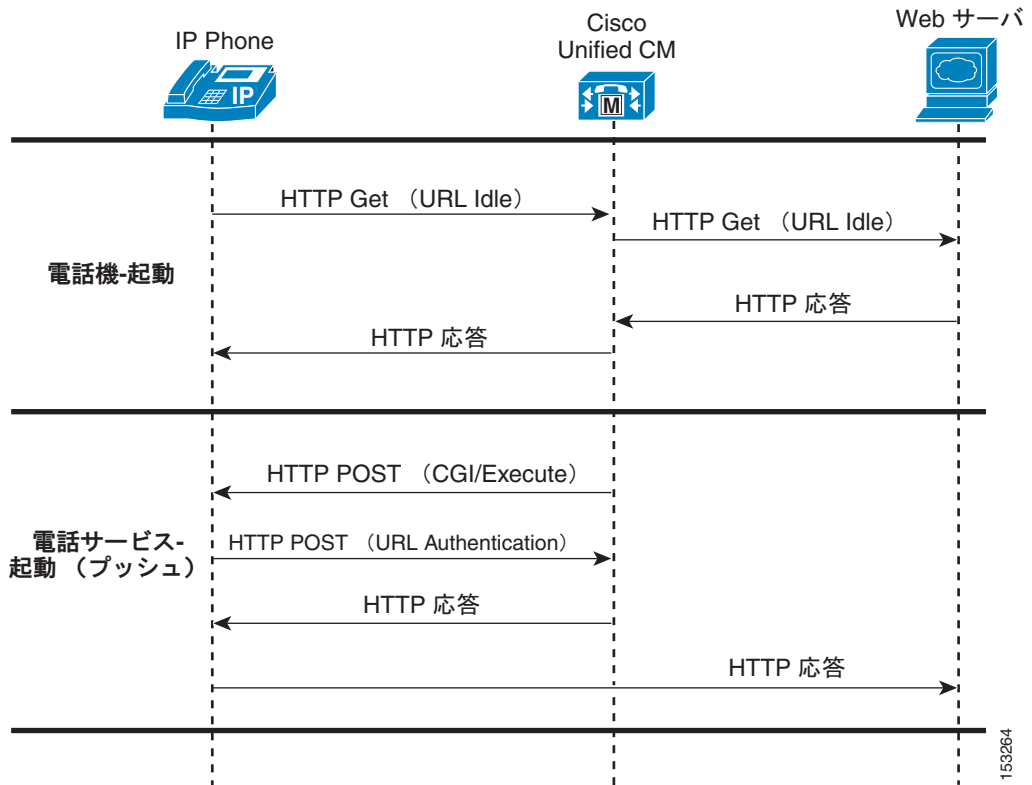 IP Phone
Cisco
Unified CM
Web サーバ
IP
M
HTTP Get （URL Idle）
HTTP Get （URL Idle）
電話機-起動
HTTP 応答
HTTP 応答
HTTP POST （CGI/Execute）
電話サービス-
起動 （プッシュ）
HTTP POST （URL Authentication）
HTTP 応答
HTTP 応答
153264